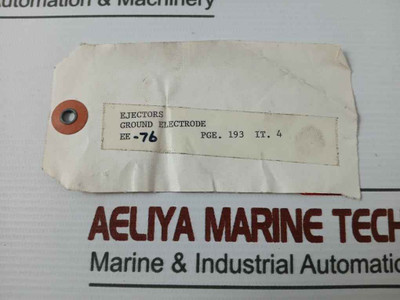 utomation & Machinery
EJECTORS
GROUND ELECTRODE
EE -76 PGE. 193 IT. 4
AELIYA MARINE TECH
Marine & Industrial Automatio